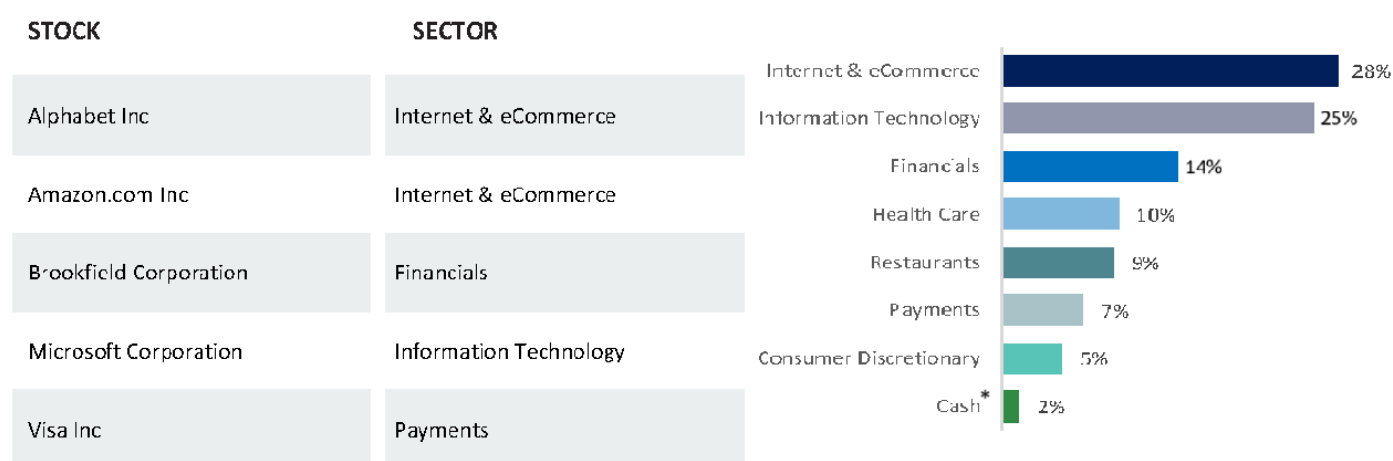 STOCK SECTOR
Alphabet Inc Internet & eCommerce
Amazon.com Inc Internet & eCommerce
Brookfield Corporation Financials
Microsoft Corporation Information Technology
Visa Inc Payments
Internet & eCommerce 28%
Information Technology 25%
Financials 14%
Health Care 10%
Restaurants 9%
Payments 7%
Consumer Discretionary 5%
Cash* 2%